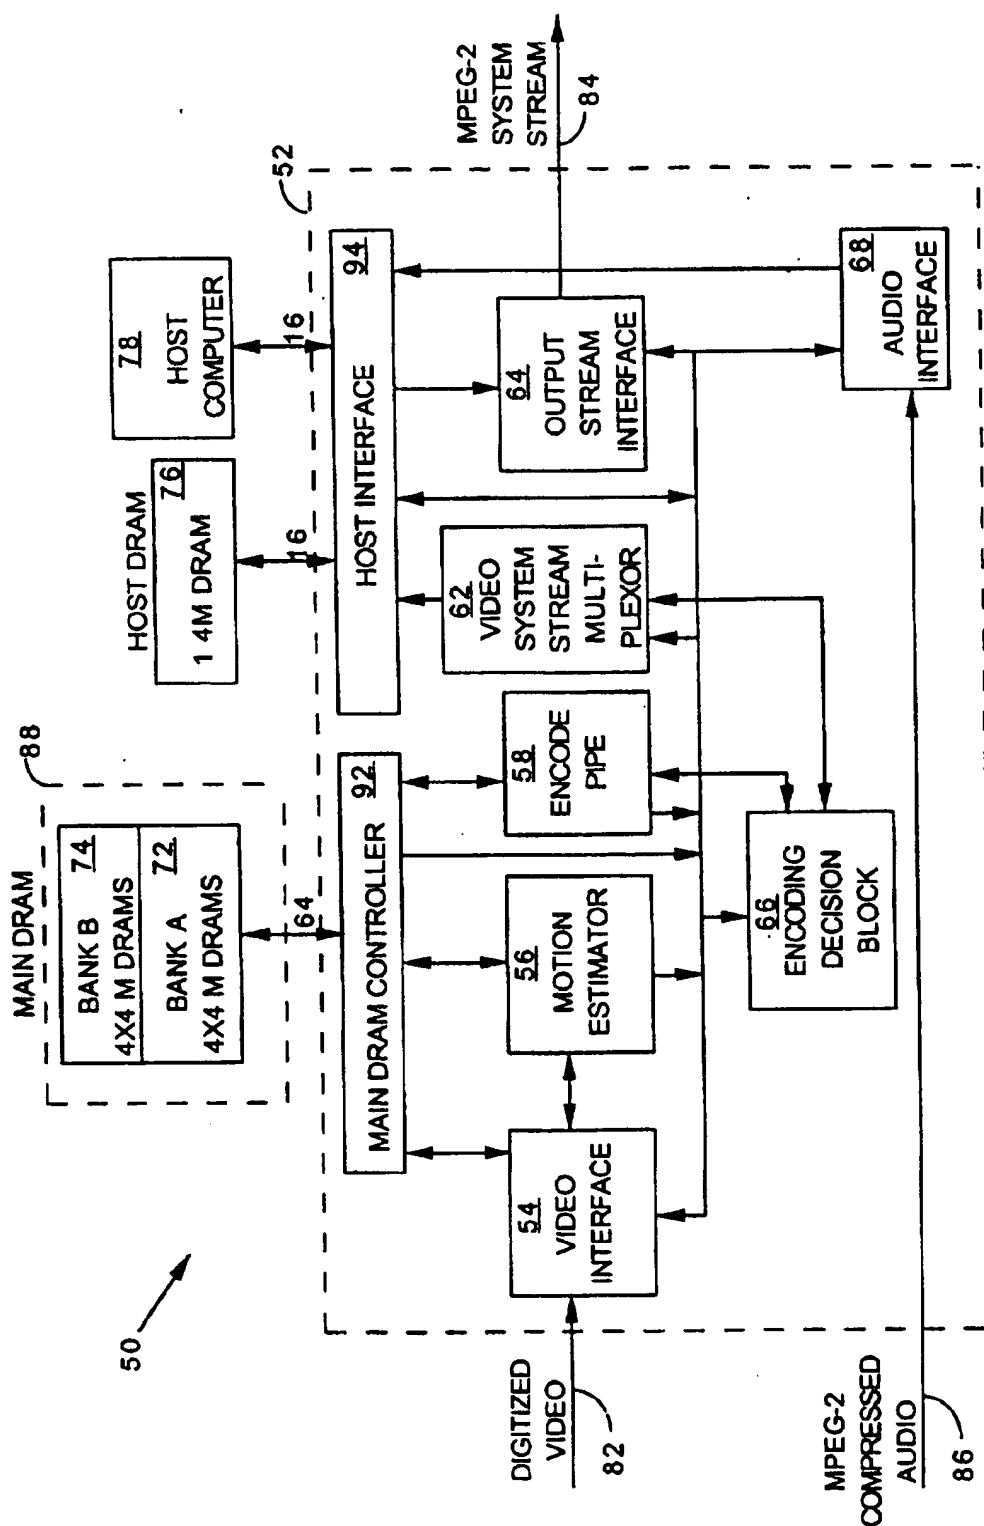 50
MAIN DRAM
88
BANK B
74
4X4 M DRAMS
BANK A
72
4X4 M DRAMS
64
HOST DRAM
76
1 4M DRAM
16
78
HOST
COMPUTER
16
52
MAIN DRAM CONTROLLER
92
HOST INTERFACE
94
DIGITIZED
VIDEO
82
54
VIDEO
INTERFACE
56
MOTION
ESTIMATOR
58
ENCODE
PIPE
62
VIDEO
SYSTEM
STREAM
MULTI-
PLEXOR
64
OUTPUT
STREAM
INTERFACE
MPEG-2
SYSTEM
STREAM
84
66
ENCODING
DECISION
BLOCK
68
AUDIO
INTERFACE
MPEG-2
COMPRESSED
AUDIO
86